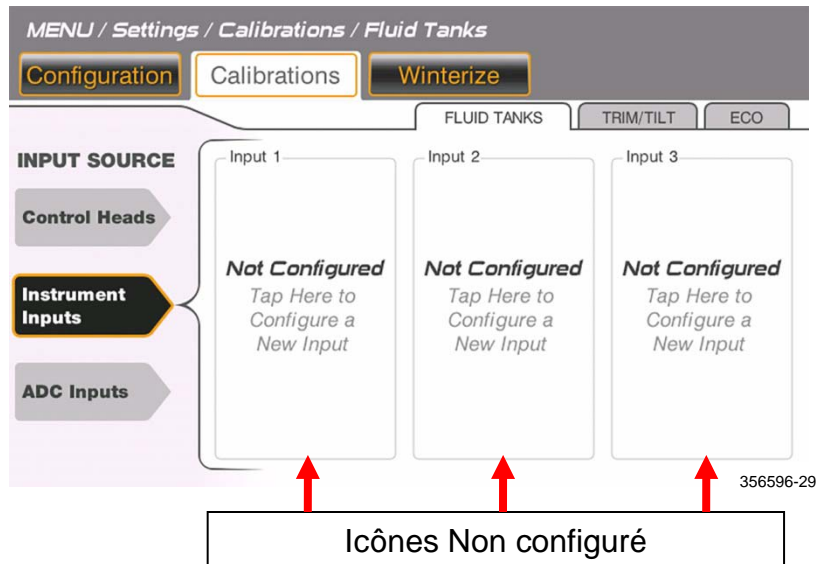 MENU / Settings / Calibrations / Fluid Tanks
Configuration
Calibrations
Winterize
FLUID TANKS
TRIM/TILT
ECO
INPUT SOURCE
Control Heads
Instrument
Inputs
ADC Inputs
Input 1
Not Configured
Tap Here to
Configure a
New Input
Input 2
Not Configured
Tap Here to
Configure a
New Input
Input 3
Not Configured
Tap Here to
Configure a
New Input
356596-29
Icônes Non configuré